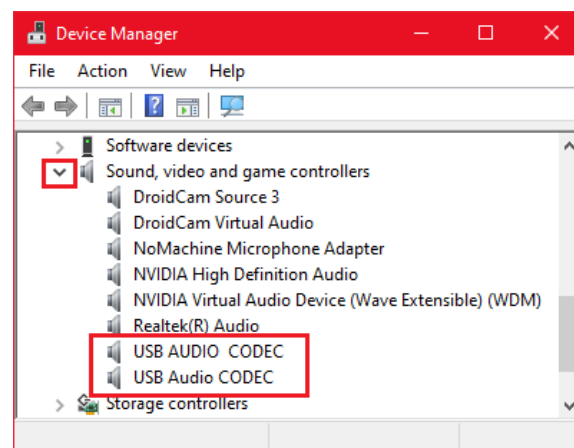 Device Manager
File Action View Help
Software devices
Sound, video and game controllers
DroidCam Source 3
DroidCam Virtual Audio
NoMachine Microphone Adapter
NVIDIA High Definition Audio
NVIDIA Virtual Audio Device (Wave Extensible) (WDM)
Realtek(R) Audio
USB AUDIO  CODEC
USB Audio CODEC
Storage controllers